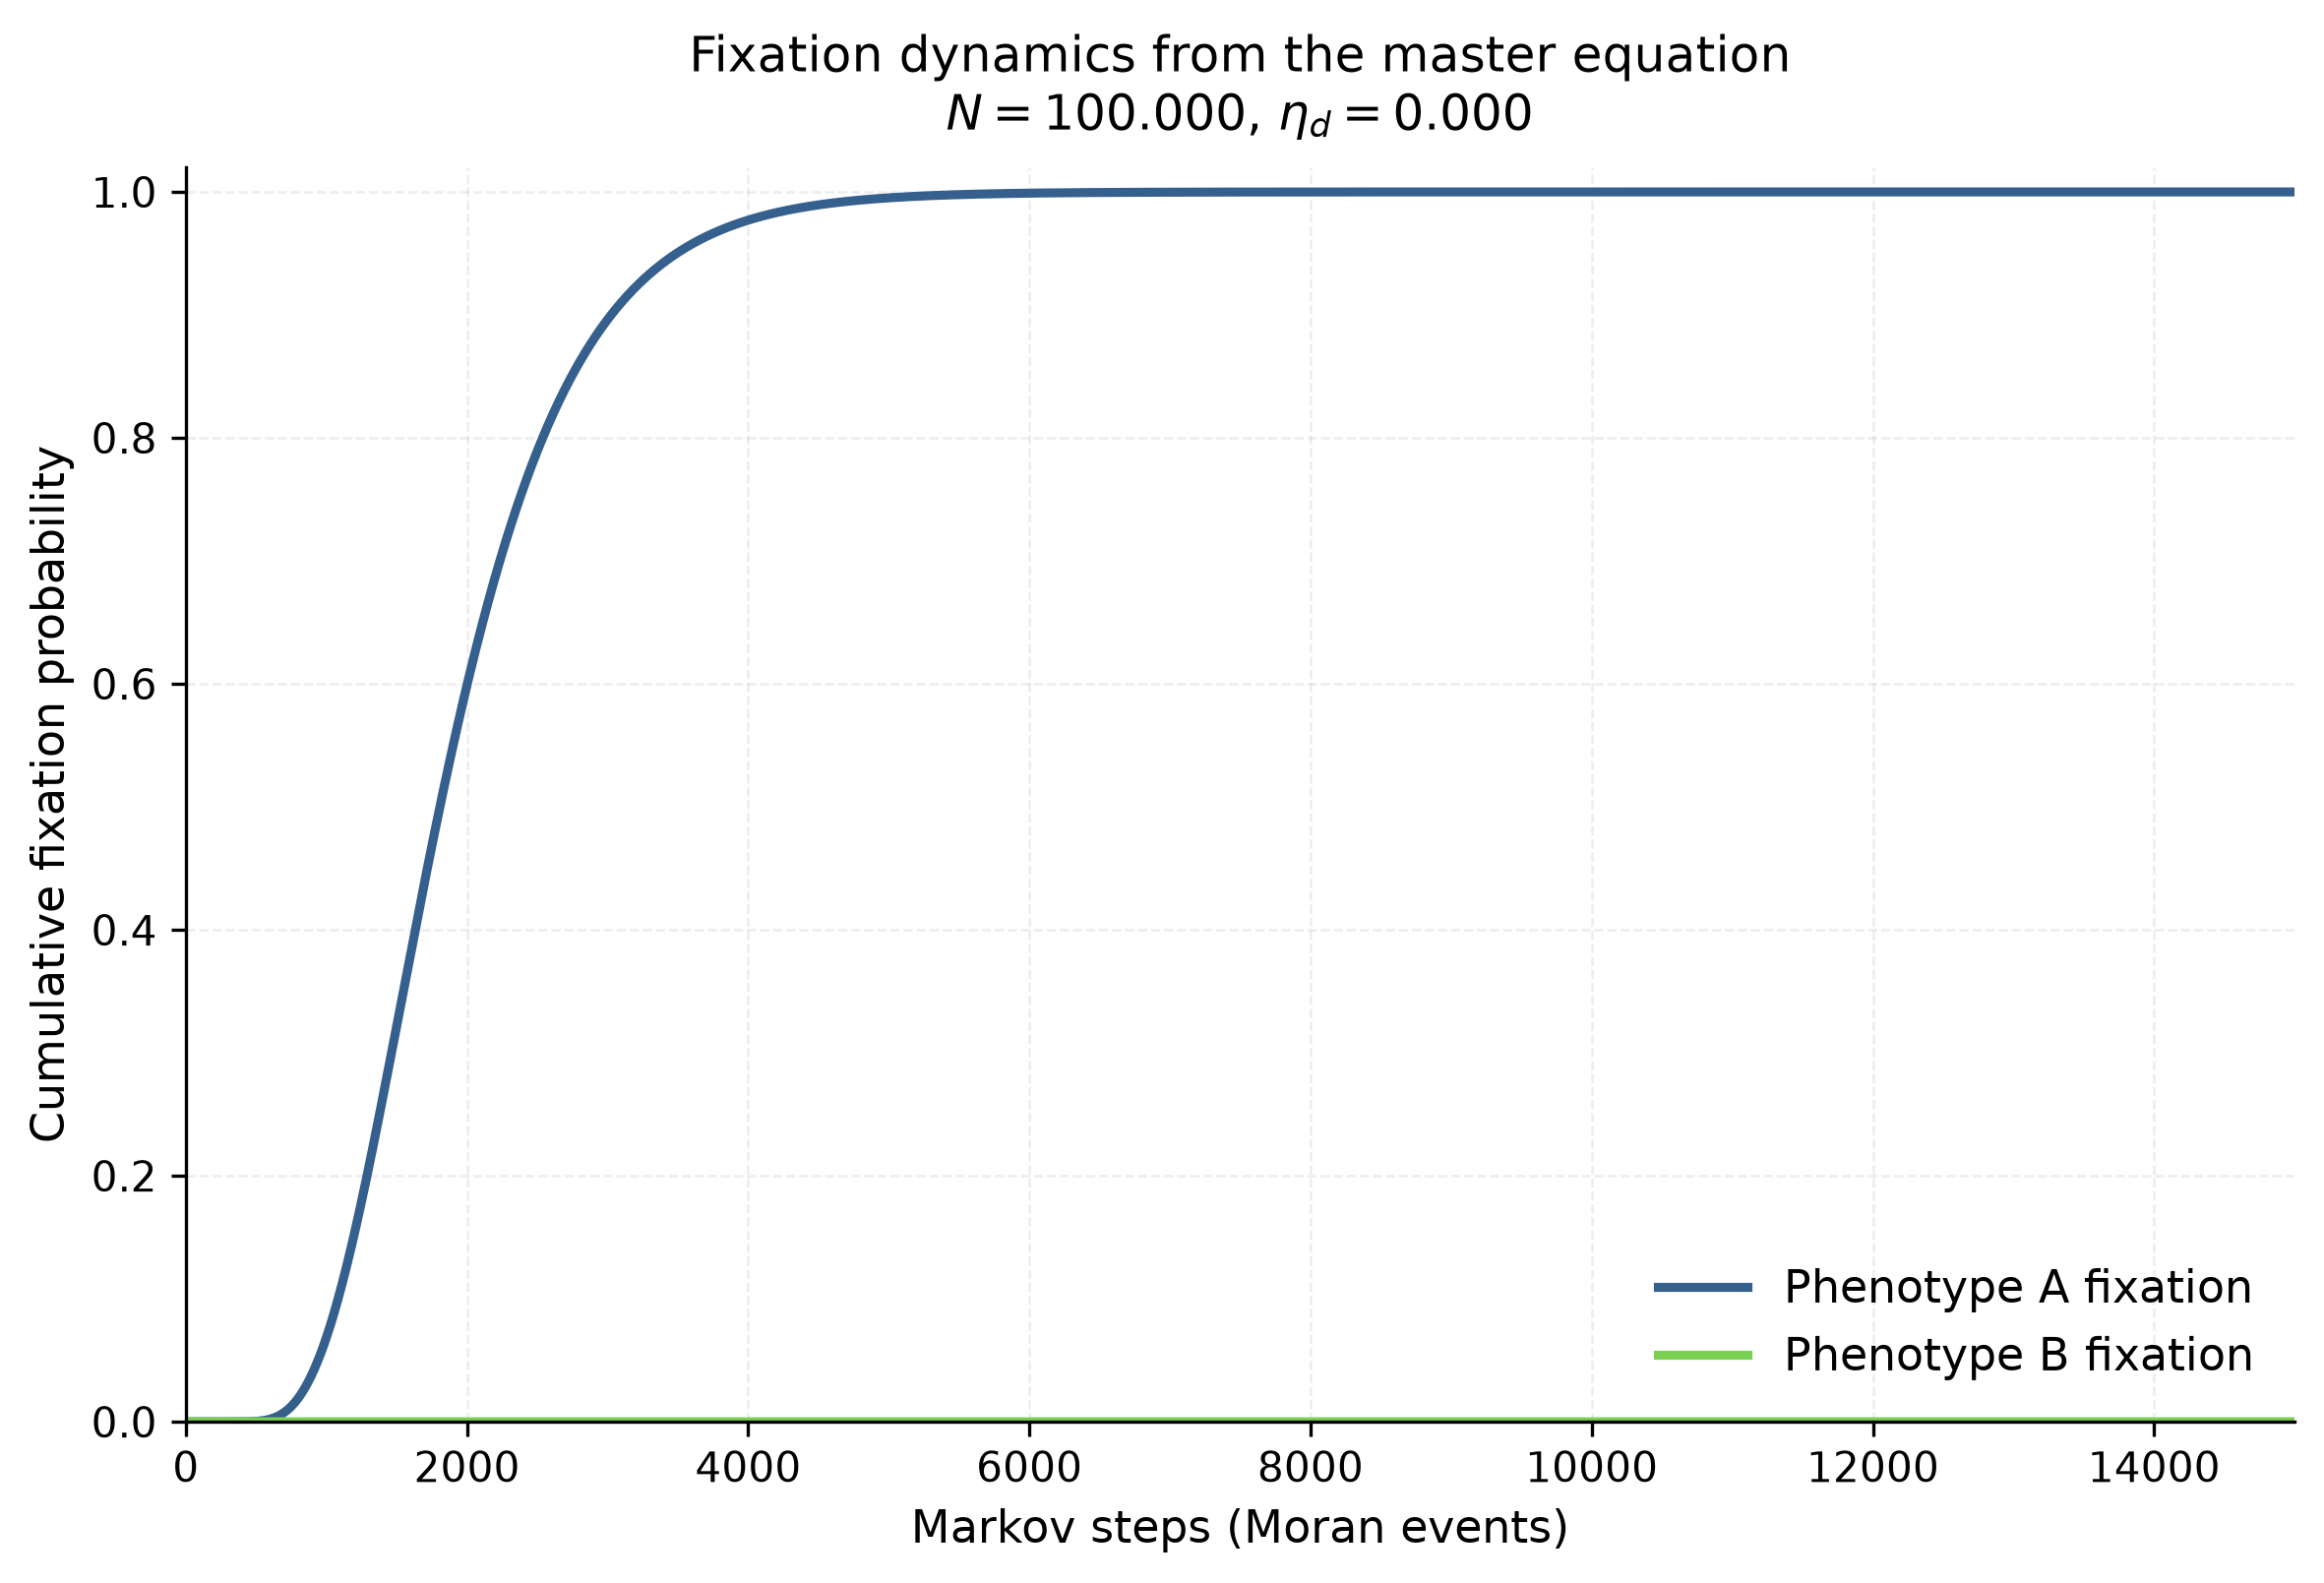 Fixation dynamics from the master equation
N = 100.000, η_d = 0.000
Cumulative fixation probability
1.0
0.8
0.6
0.4
0.2
0.0
0 2000 4000 6000 8000 10000 12000 14000
Markov steps (Moran events)
Phenotype A fixation
Phenotype B fixation